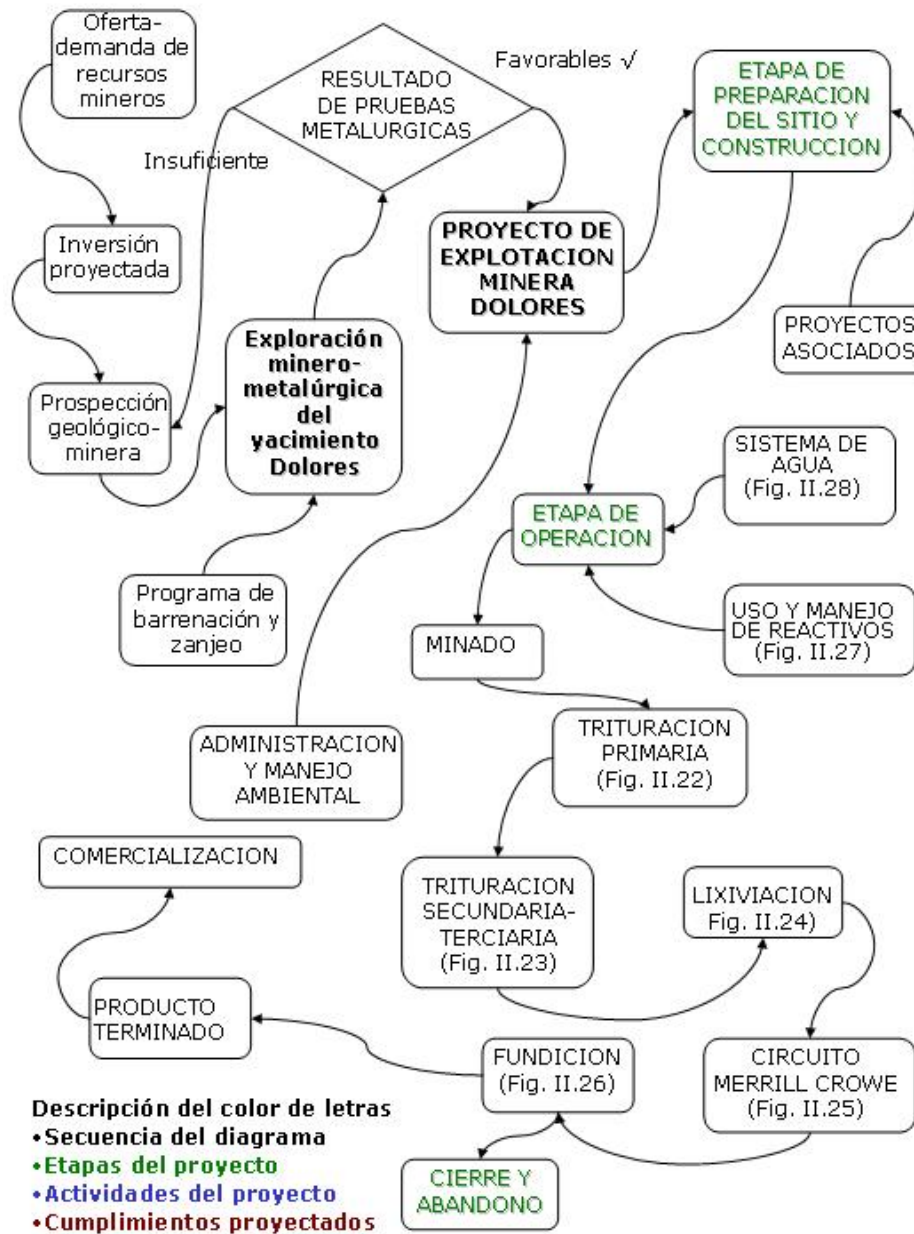 Oferta-
demanda de
recursos
mineros
RESULTADO
DE PRUEBAS
METALURGICAS
Favorables √
ETAPA DE
PREPARACION
DEL SITIO Y
CONSTRUCCION
Insuficiente
Inversión
proyectada
PROYECTO DE
EXPLOTACION
MINERA
DOLORES
PROYECTOS
ASOCIADOS
Exploración
minero-
metalúrgica
del
yacimiento
Dolores
Prospección
geológico-
minera
SISTEMA DE
AGUA
(Fig. II.28)
ETAPA DE
OPERACION
Programa de
barrenación y
zanjeo
USO Y MANEJO
DE REACTIVOS
(Fig. II.27)
MINADO
TRITURACION
PRIMARIA
(Fig. II.22)
ADMINISTRACION
Y MANEJO
AMBIENTAL
COMERCIALIZACION
TRITURACION
SECUNDARIA-
TERCIARIA
(Fig. II.23)
LIXIVIACION
Fig. II.24)
PRODUCTO
TERMINADO
FUNDICION
(Fig. II.26)
CIRCUITO
MERRILL CROWE
(Fig. II.25)
CIERRE Y
ABANDONO
Descripción del color de letras
•Secuencia del diagrama
•Etapas del proyecto
•Actividades del proyecto
•Cumplimientos proyectados